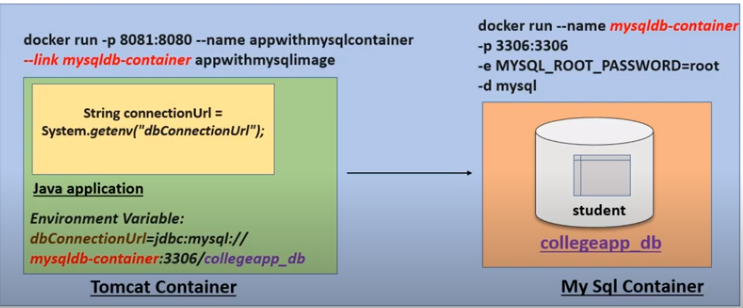 docker run -p 8081:8080 --name appwithmysqlcontainer
--link mysqldb-container appwithmysqlimage
String connectionUrl =
System.getenv("dbConnectionUrl");
Java application
Environment Variable:
dbConnectionUrl=jdbc:mysql://
mysqldb-container:3306/collegeapp_db
Tomcat Container
docker run --name mysqldb-container
-p 3306:3306
-e MYSQL_ROOT_PASSWORD=root
-d mysql
student
collegeapp_db
My Sql Container